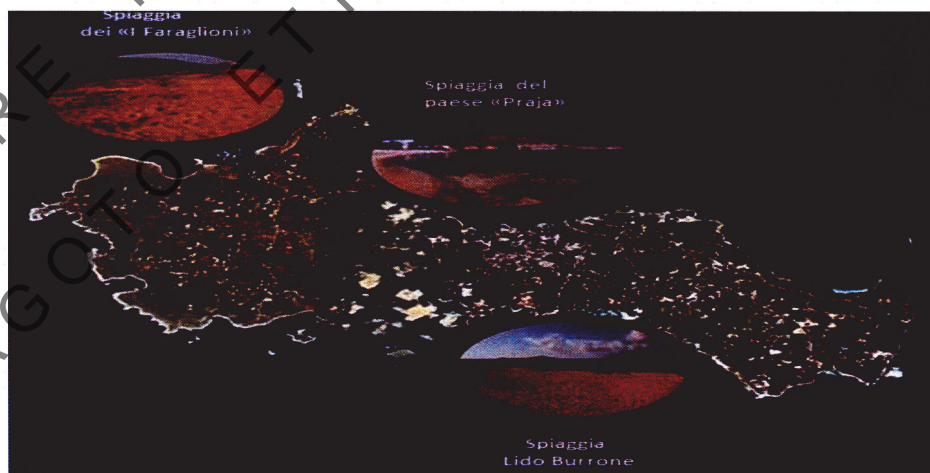 Spiaggia
dei «I Faraglioni»
Spiaggia del
paese «Praja»
Spiaggia
Lido Burrone